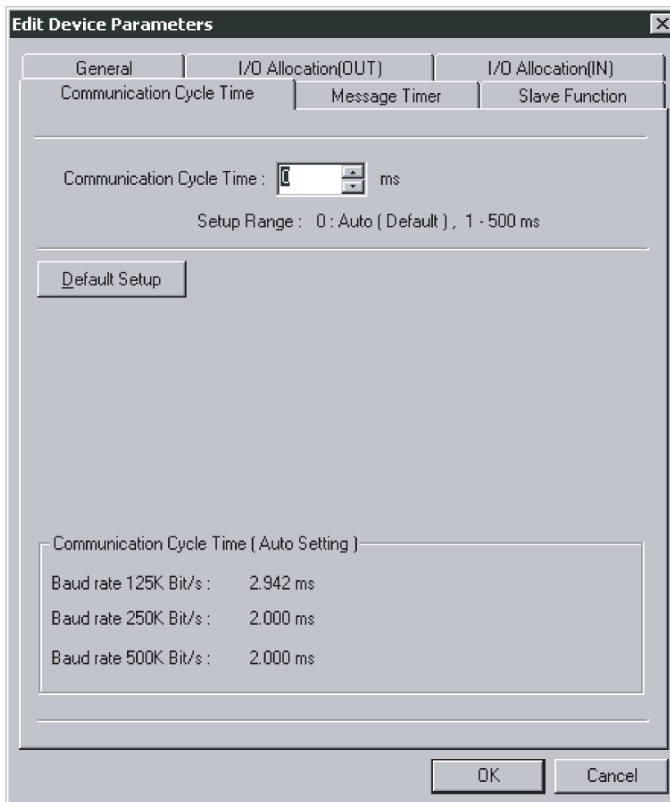 Edit Device Parameters
General I/O Allocation(OUT) I/O Allocation(IN)
Communication Cycle Time Message Timer Slave Function
Communication Cycle Time : 0 ms
Setup Range : 0 : Auto ( Default ) , 1 - 500 ms
Default Setup
Communication Cycle Time ( Auto Setting )
Baud rate 125K Bit/s : 2.942 ms
Baud rate 250K Bit/s : 2.000 ms
Baud rate 500K Bit/s : 2.000 ms
OK Cancel